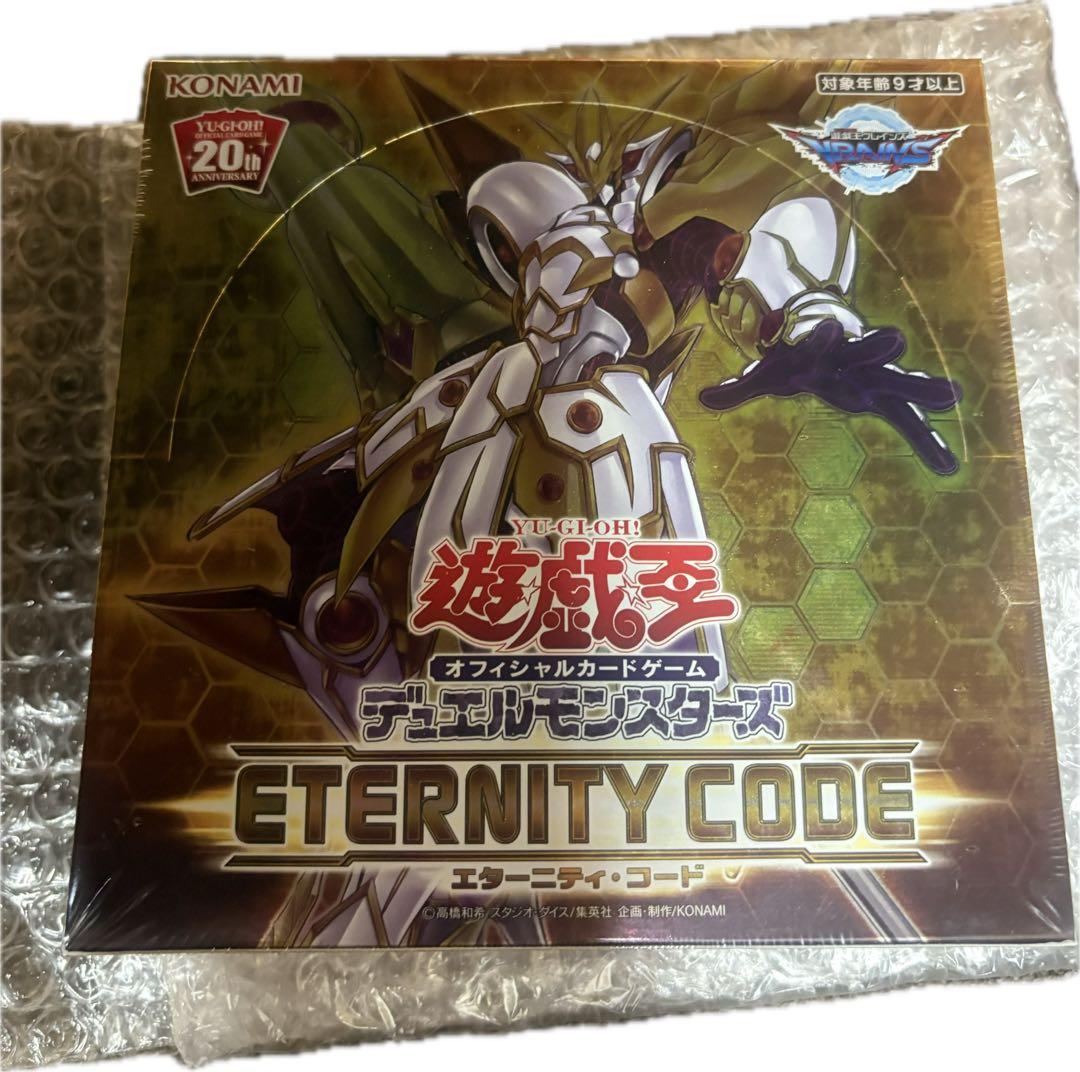 KONAMI
対象年齢9才以上
YU-GI-OH!
OFFICIAL CARD GAME
20th
ANNIVERSARY
遊戯王ヴレインズ
VRAINS
YU-GI-OH!
遊☆戯☆王
オフィシャルカードゲーム
デュエルモンスターズ
ETERNITY CODE
エターニティ・コード
©高橋和希 スタジオ・ダイス/集英社 企画・制作/KONAMI